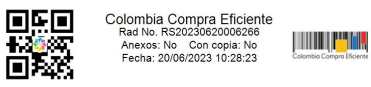 Colombia Compra Eficiente
Rad No. RS20230620006266
Anexos: No Con copia: No
Fecha: 20/06/2023 10:28:23
Colombia Compra Eficiente